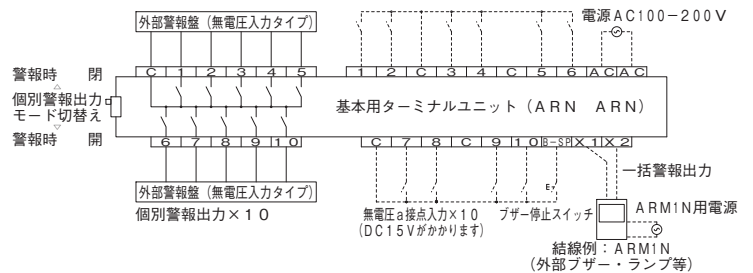 外部警報盤（無電圧入力タイプ）
電源ＡＣ１００−２００Ｖ
警報時　閉
Ｃ １ ２ ３ ４ ５
１ ２ Ｃ ３ ４ Ｃ ５ ６ ＡＣ ＡＣ
個別警報出力
モード切替え
基本用ターミナルユニット（ＡＲＮ　ＡＲＮ）
警報時　開
６ ７ ８ ９ １０
Ｃ ７ ８ Ｃ ９ １０ B-SP Ｘ１ Ｘ２
外部警報盤（無電圧入力タイプ）
個別警報出力×１０
無電圧ａ接点入力×１０
（ＤＣ１５Ｖがかかります）
ブザー停止スイッチ
E
一括警報出力
ＡＲＭ１Ｎ用電源
結線例：ＡＲＭ１Ｎ
（外部ブザー・ランプ等）